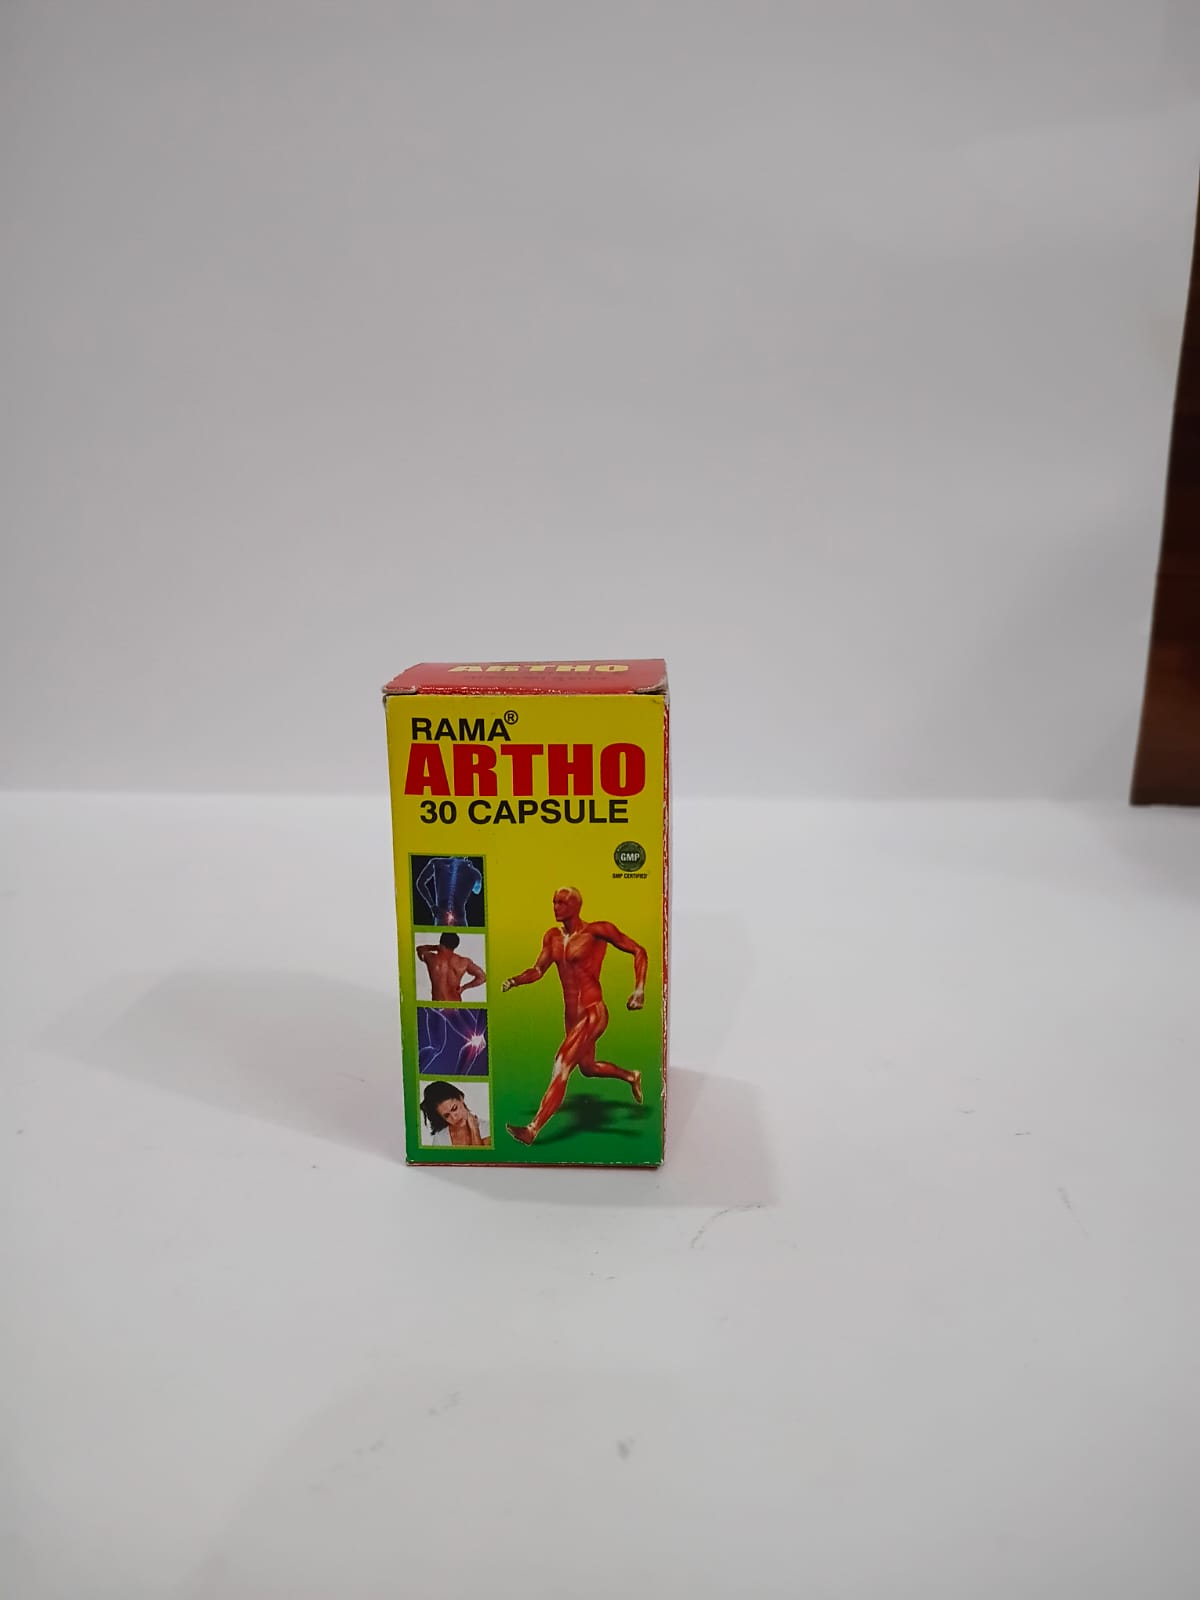 ARTHO
RAMA®
ARTHO
30 CAPSULE
GMP
GMP CERTIFIED